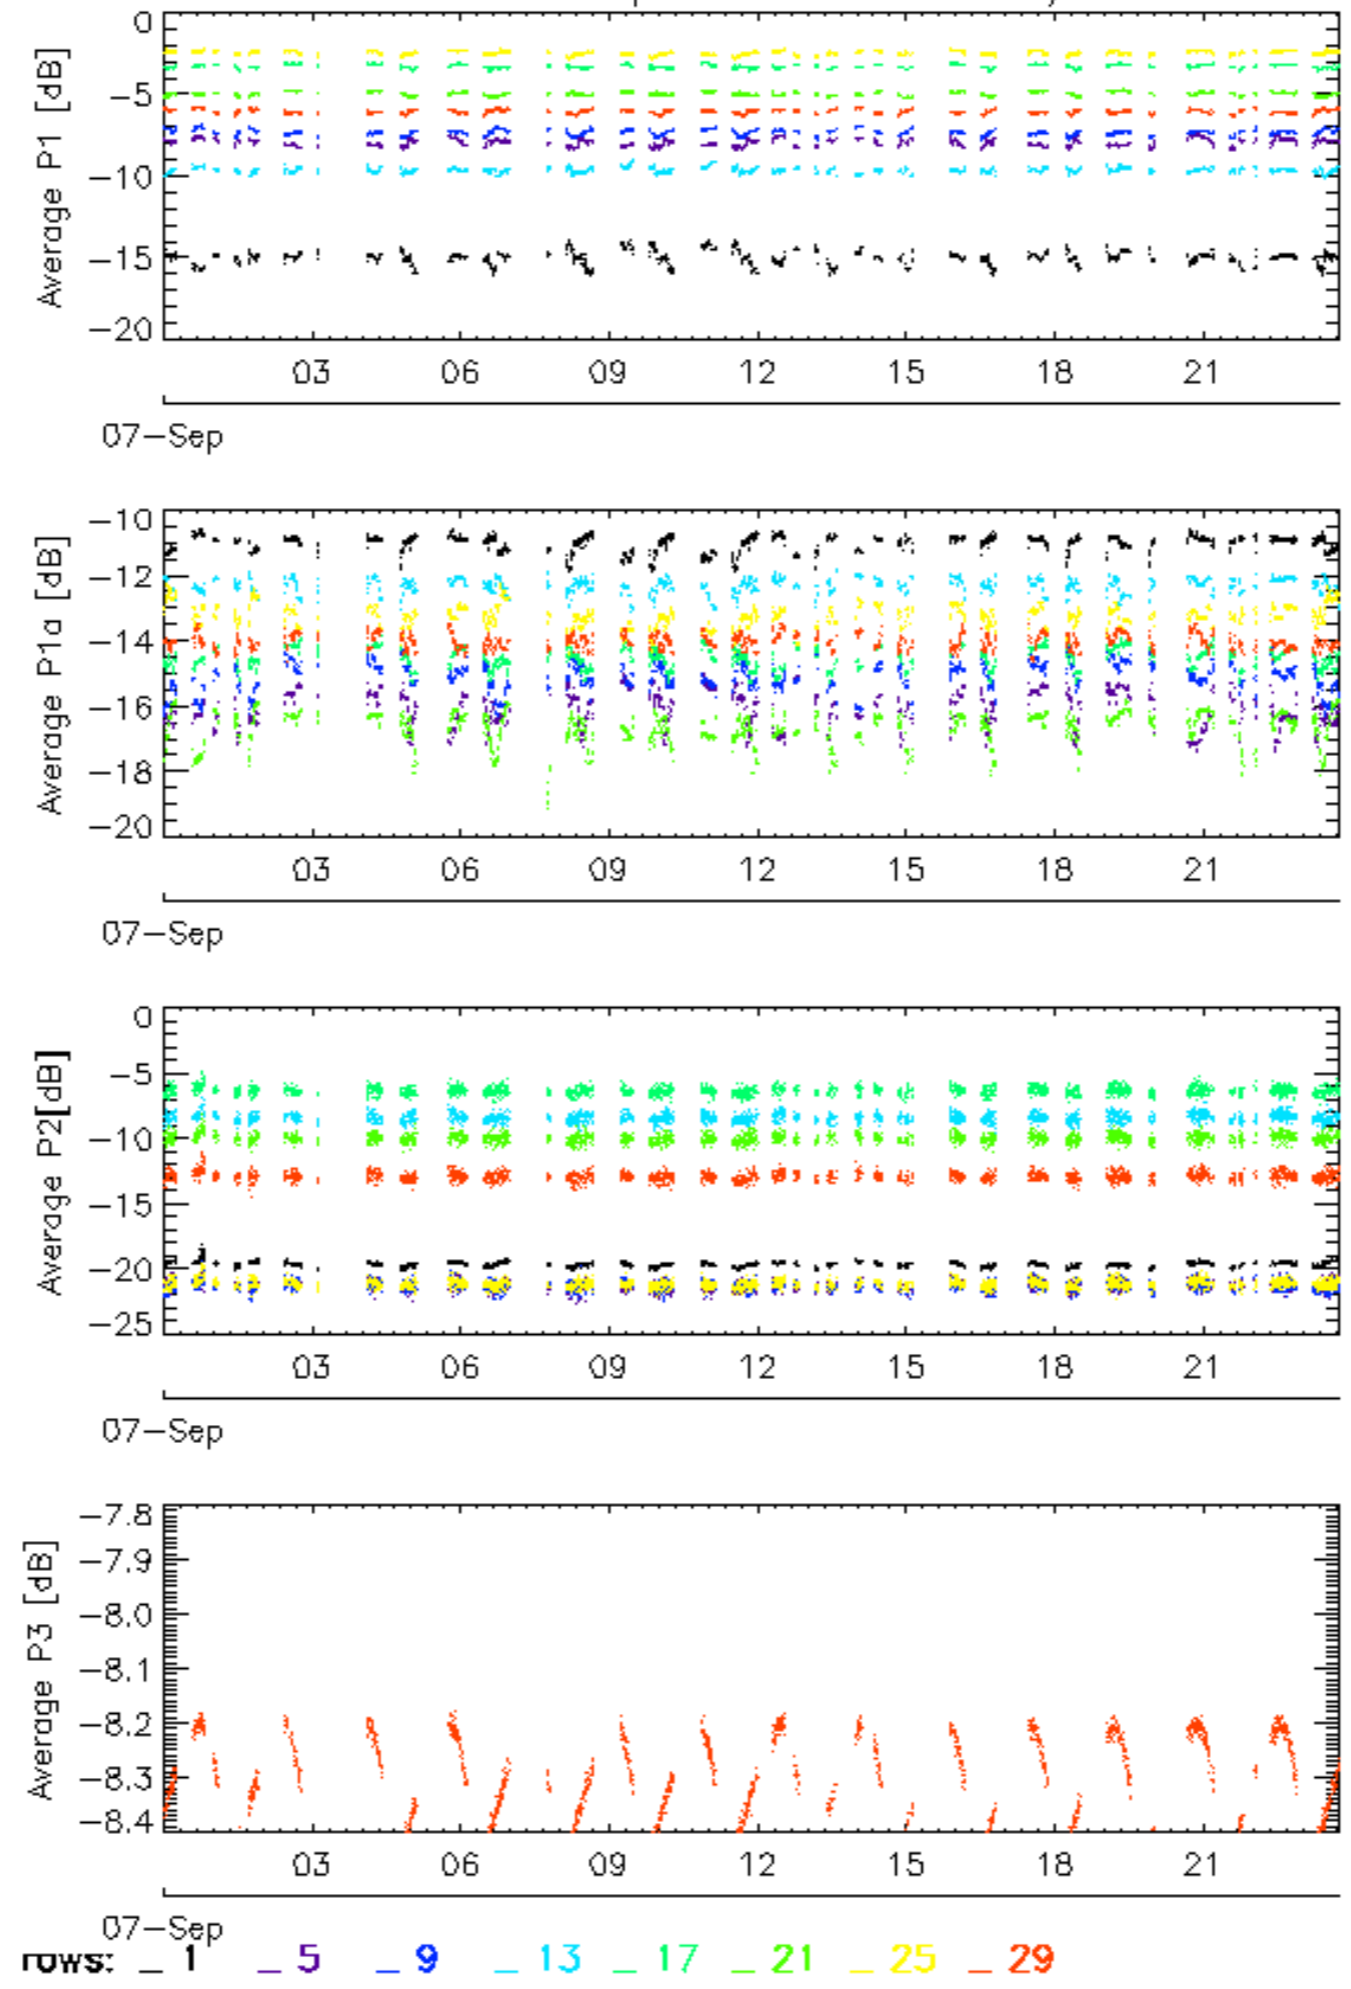 Average P1 [dB]
0
−5
−10
−15
−20
03 06 09 12 15 18 21
07−Sep
Average P1a [dB]
−10
−12
−14
−16
−18
−20
03 06 09 12 15 18 21
07−Sep
Average P2[dB]
0
−5
−10
−15
−20
−25
03 06 09 12 15 18 21
07−Sep
Average P3 [dB]
−7.8
−7.9
−8.0
−8.1
−8.2
−8.3
−8.4
03 06 09 12 15 18 21
07−Sep
rows: _ 1 _ 5 _ 9 _ 13 _ 17 _ 21 _ 25 _ 29